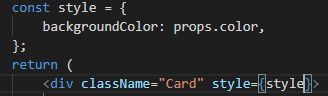 const style = {
    backgroundColor: props.color,
};
return (
    <div className="Card" style={style}>